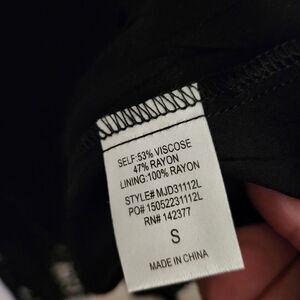 SELF:53% VISCOSE
47% RAYON
LINING:100% RAYON
STYLE# MJD31112L
PO# 15052231112L
RN# 142377
S
MADE IN CHINA